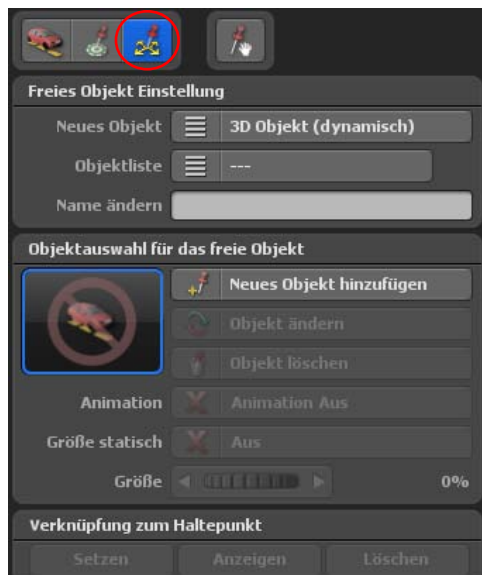 Freies Objekt Einstellung
Neues Objekt 3D Objekt (dynamisch)
Objektliste ---
Name ändern
Objektauswahl für das freie Objekt
Neues Objekt hinzufügen
Objekt ändern
Objekt löschen
Animation Animation Aus
Größe statisch Aus
Größe 0%
Verknüpfung zum Haltepunkt
Setzen Anzeigen Löschen